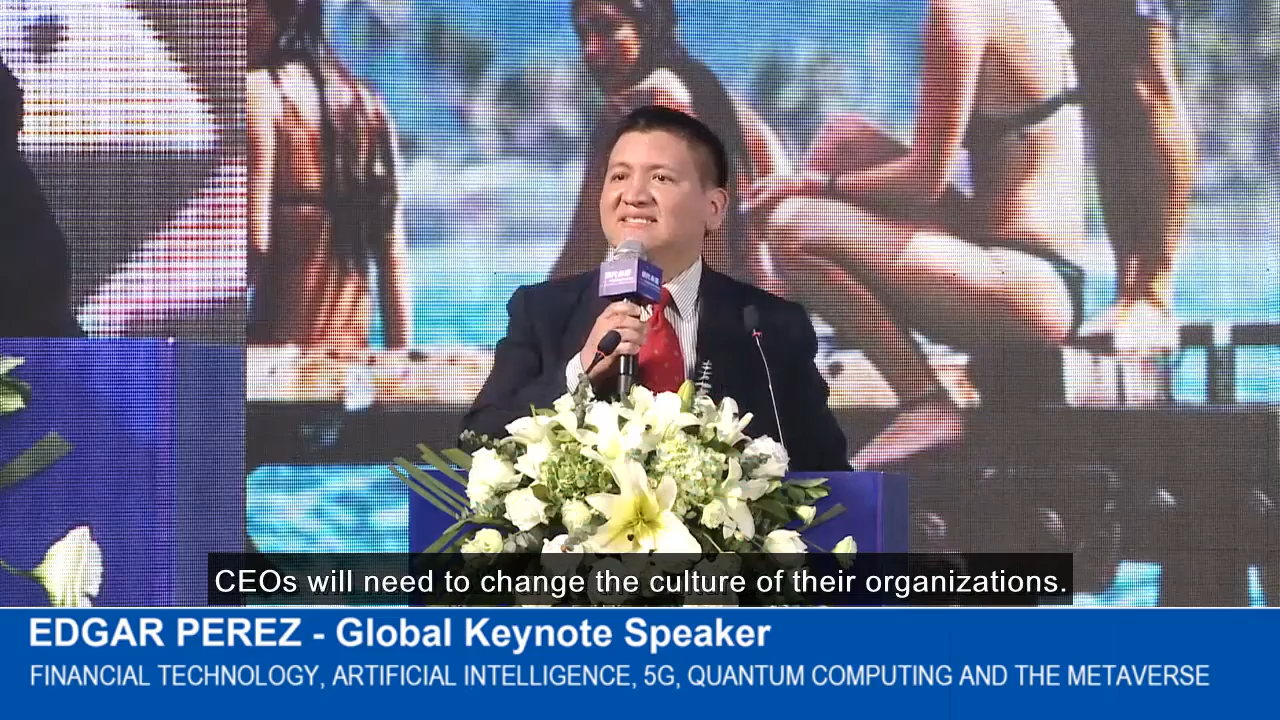 CEOs will need to change the culture of their organizations.
EDGAR PEREZ - Global Keynote Speaker
FINANCIAL TECHNOLOGY, ARTIFICIAL INTELLIGENCE, 5G, QUANTUM COMPUTING AND THE METAVERSE